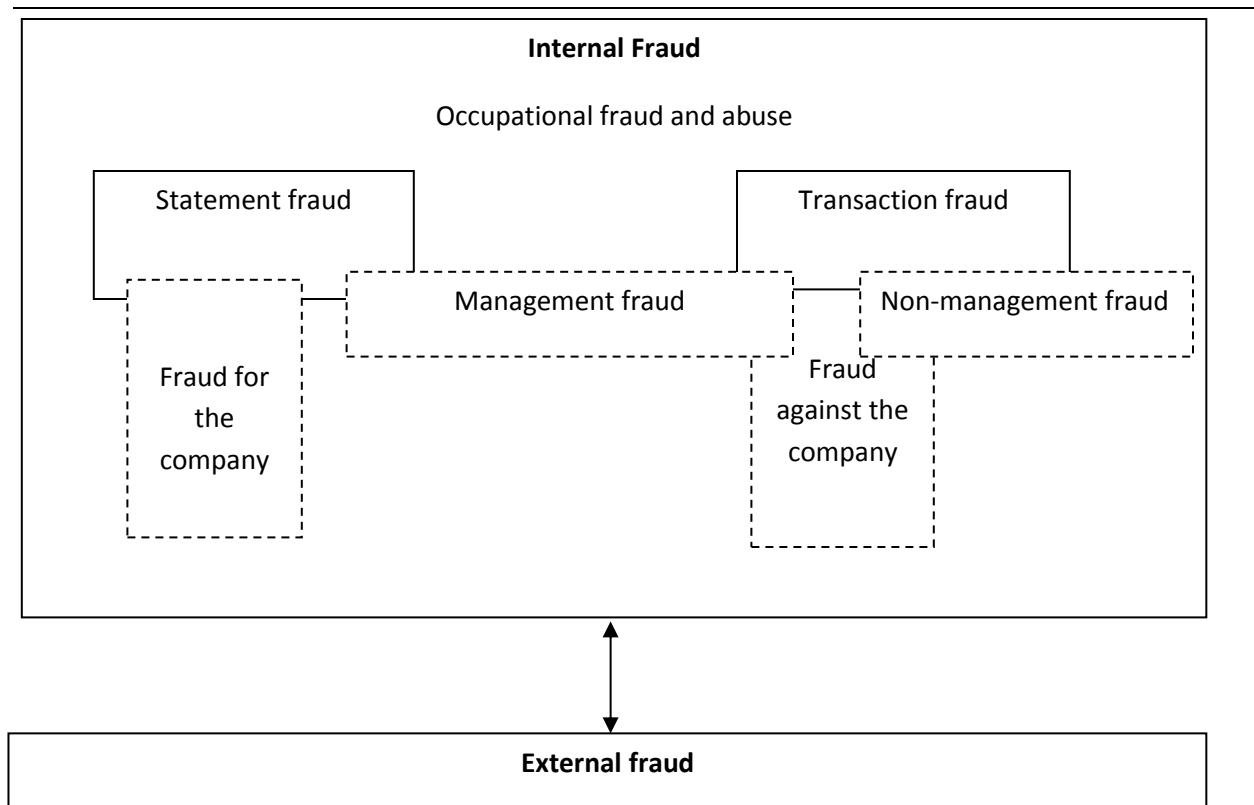 Internal Fraud
Occupational fraud and abuse
Statement fraud
Transaction fraud
Management fraud
Non-management fraud
Fraud for
the
company
Fraud
against the
company
External fraud